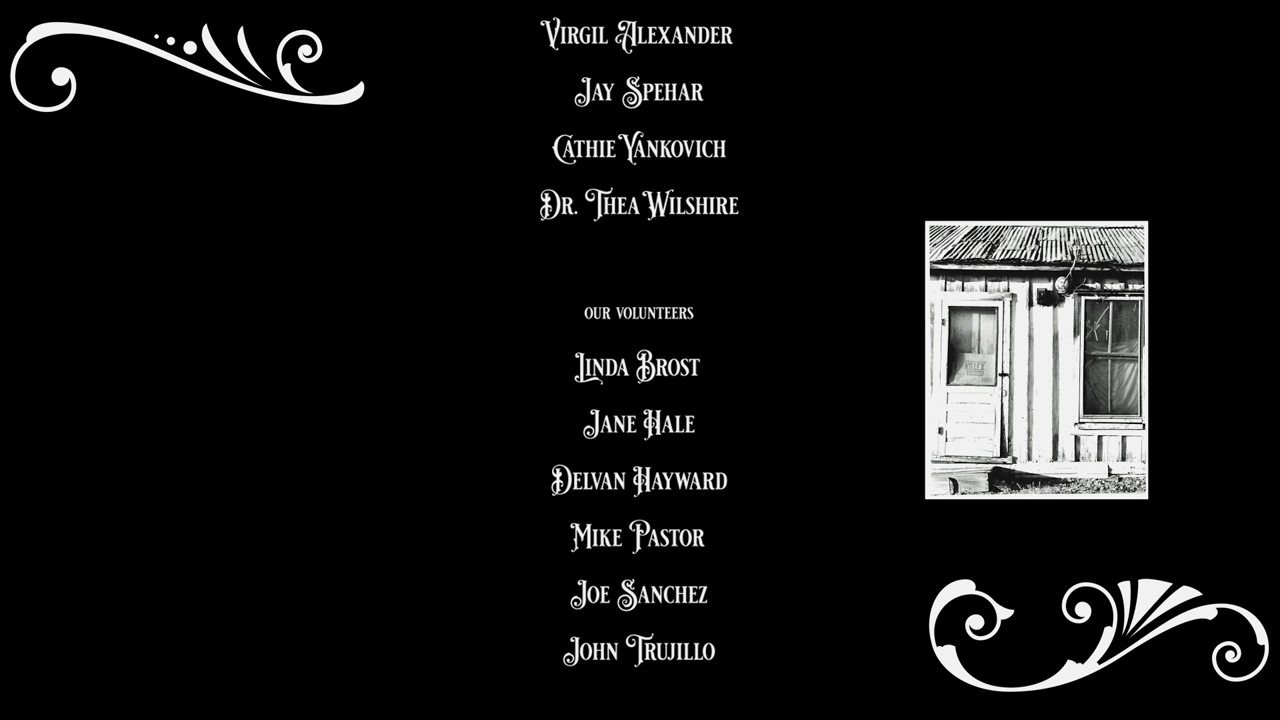 Virgil Alexander
Jay Spehar
Cathie Yankovich
Dr. Thea Wilshire
our volunteers
Linda Brost
Jane Hale
Delvan Hayward
Mike Pastor
Joe Sanchez
John Trujillo